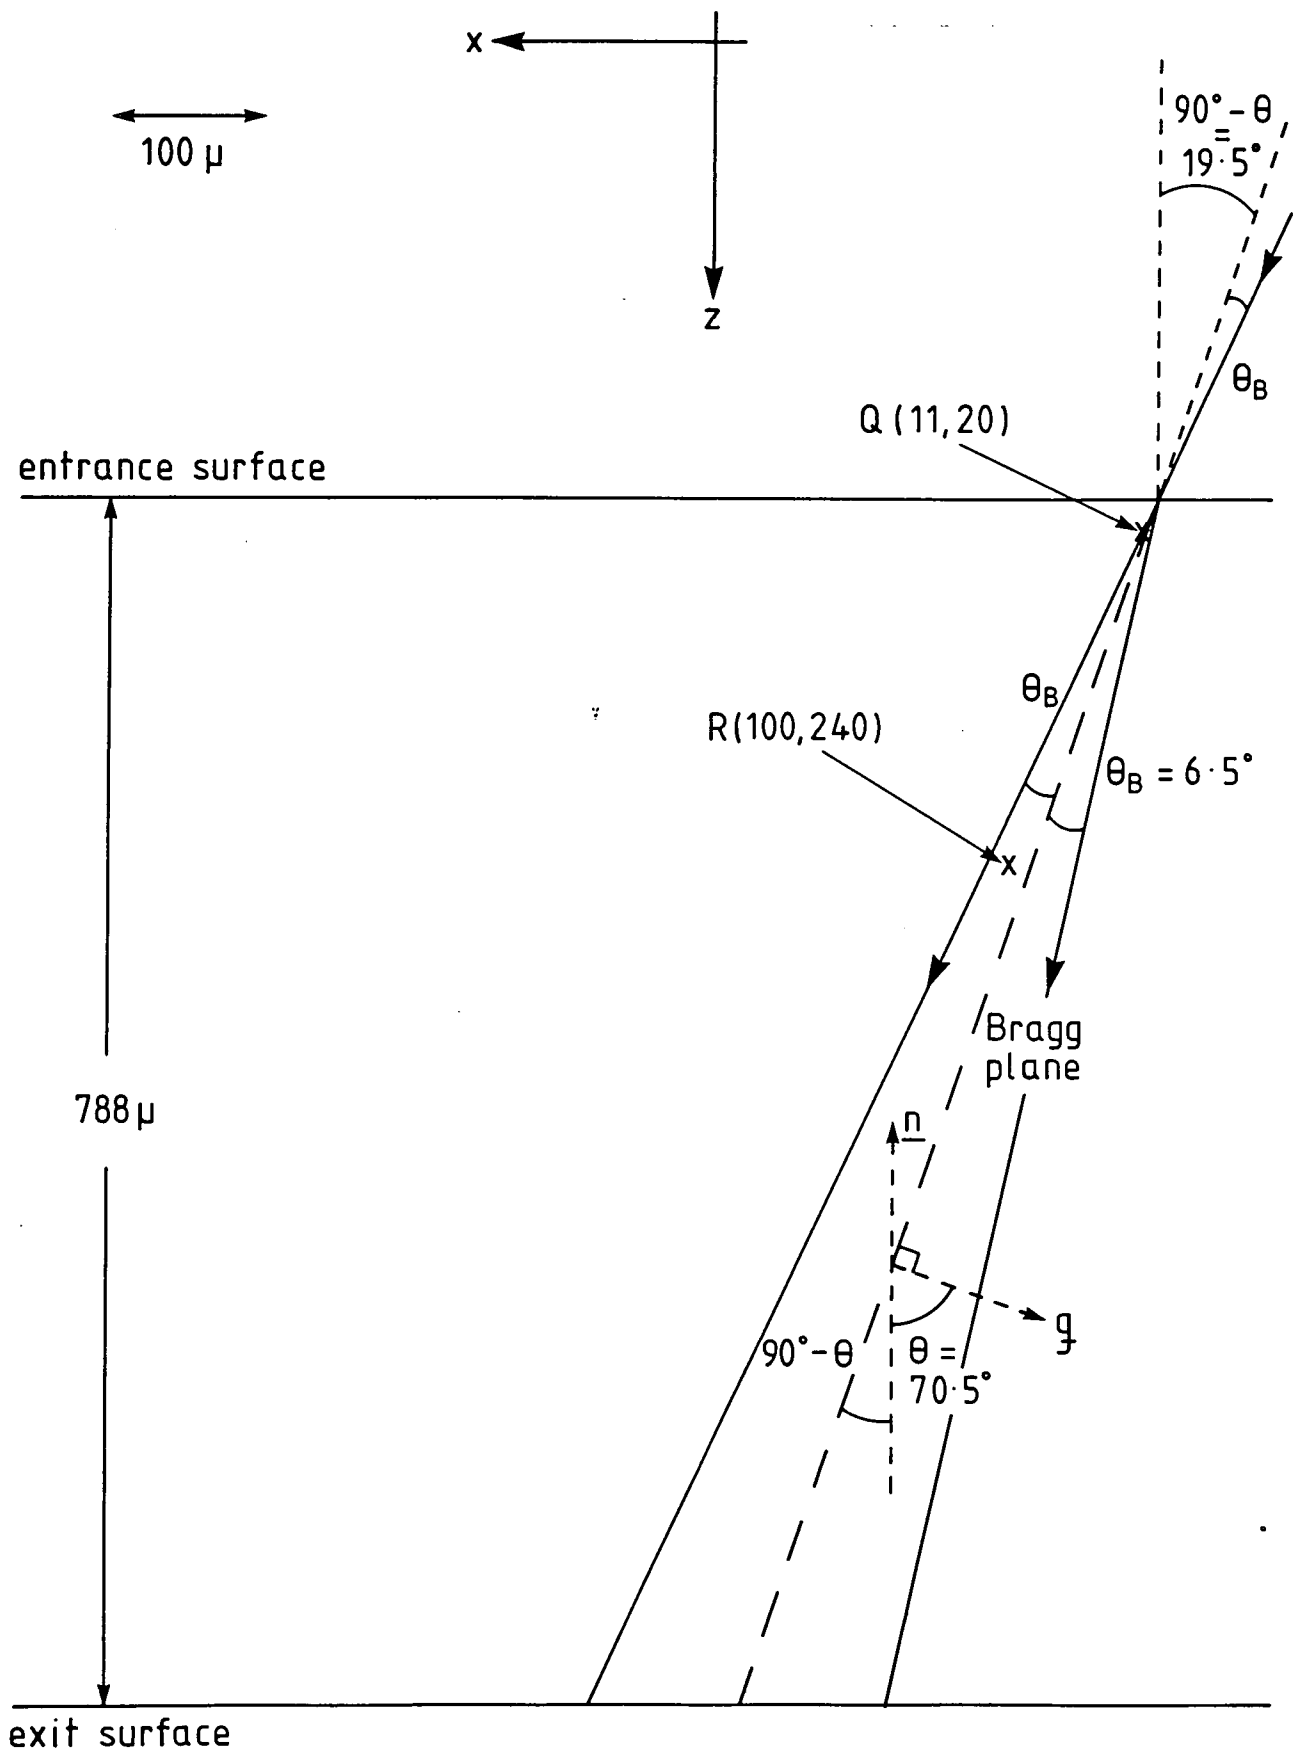 x
z
100 μ
90° - θ
=
19·5°
θB
Q (11,20)
entrance surface
θB
R(100,240)
θB = 6·5°
Bragg
plane
788 μ
n
g
90° - θ
θ =
70·5°
exit surface